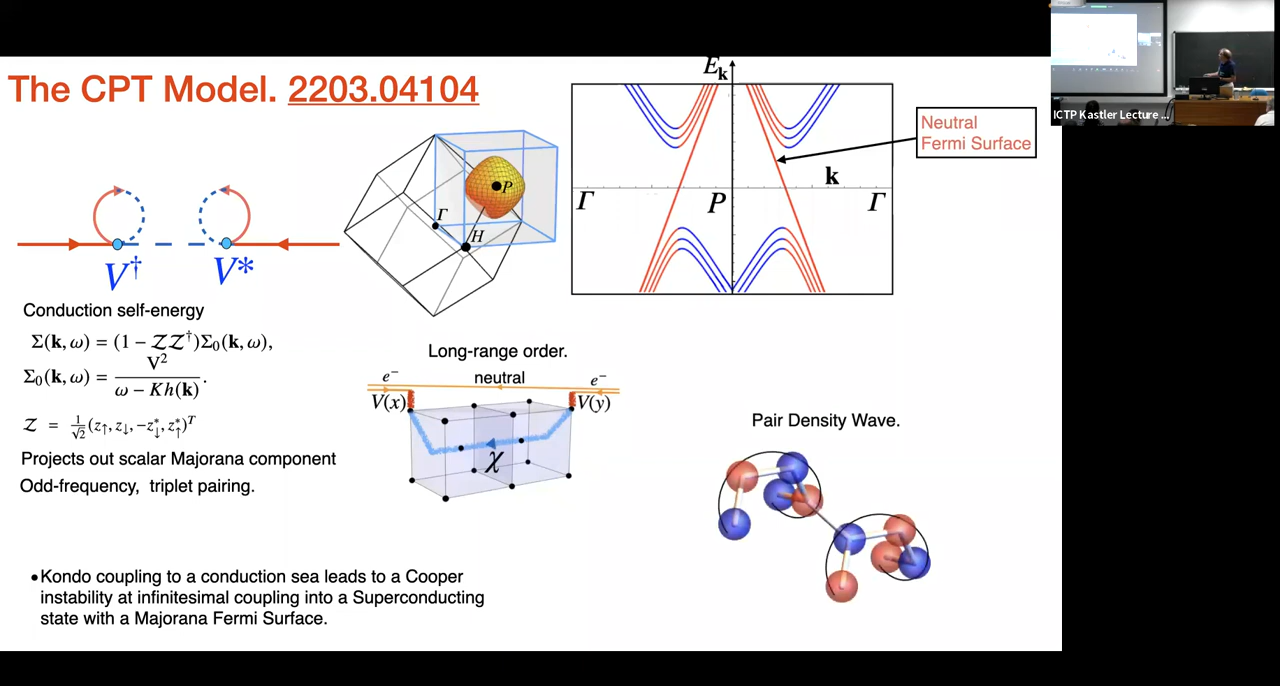 The CPT Model. 2203.04104
ICTP Kastler Lecture ...
E_k
Neutral
Fermi Surface
k
Γ
P
Γ
P
Γ
H
V†
V*
Conduction self-energy
Σ(k, ω) = (1 − 𝒵𝒵†)Σ₀(k, ω),
Σ₀(k, ω) = V² / (ω − Kh(k)).
𝒵 = 1/√2 (z↑, z↓, −z*↓, z*↑)ᵀ
Projects out scalar Majorana component
Odd-frequency, triplet pairing.
Long-range order.
e⁻
neutral
e⁻
V(x)
V(y)
χ
Pair Density Wave.
•Kondo coupling to a conduction sea leads to a Cooper
instability at infinitesimal coupling into a Superconducting
state with a Majorana Fermi Surface.